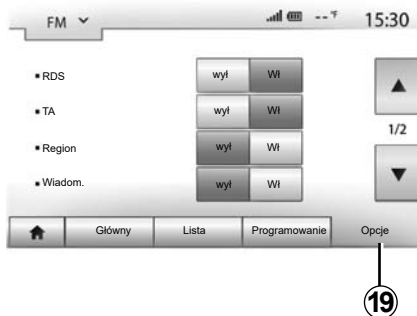 FM -- °F 15:30
RDS wył Wł
TA wył Wł
1/2
Region wył Wł
Wiadom. wył Wł
Główny Lista Programowanie Opcje
19